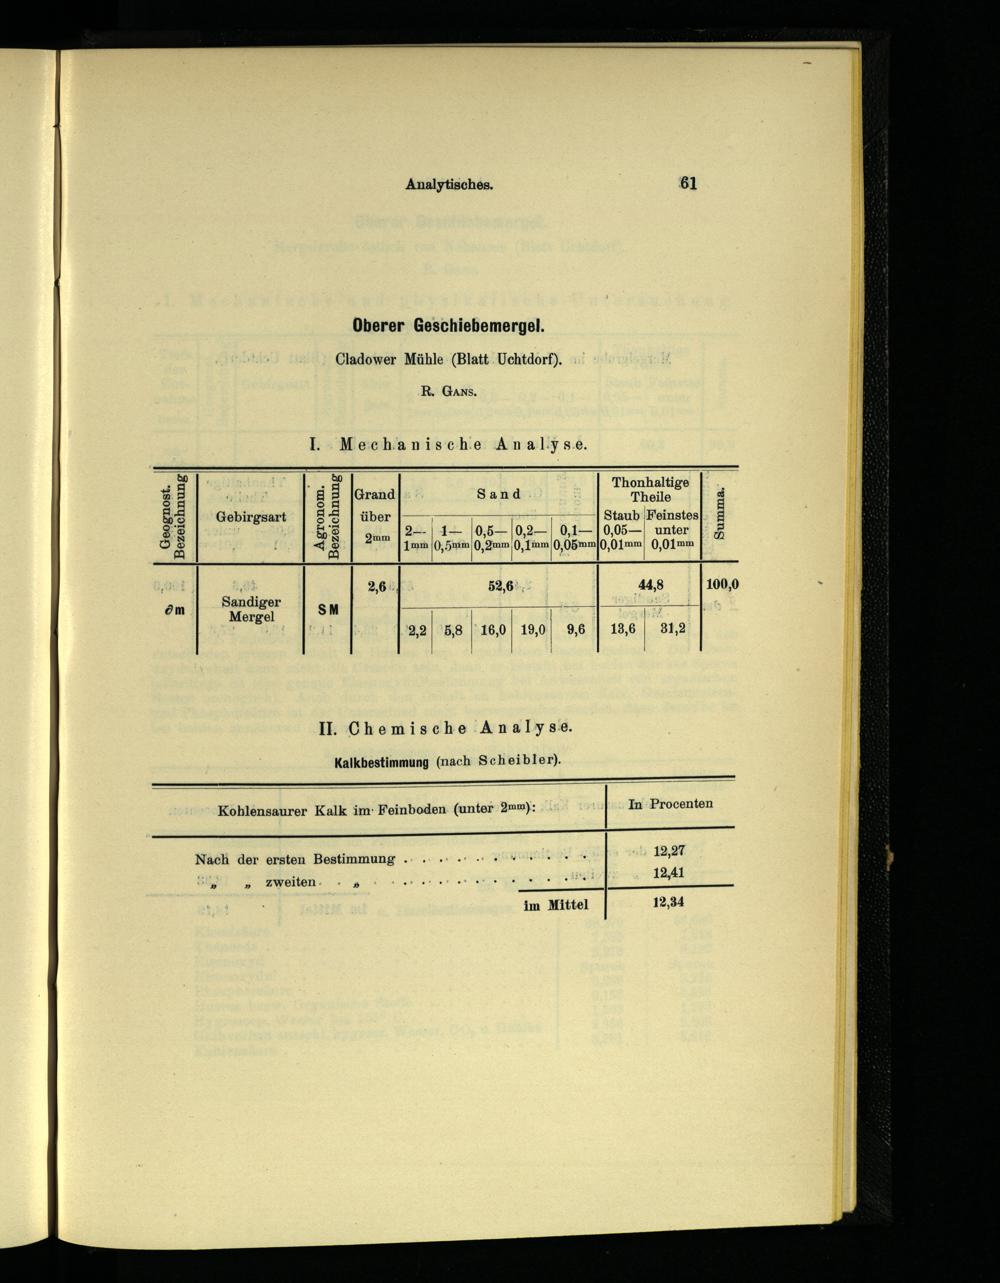 Analytisches. 61
Oberer Geschiebemergel.
Cladower Mühle (Blatt Uchtdorf).
R. Gans.
I. Mechanische Analyse.
Geognost. Bezeichnung
Gebirgsart
Agronom. Bezeichnung
Grand über 2mm
Sand
2—1mm
1—0,5mm
0,5—0,2mm
0,2—0,1mm
0,1—0,05mm
Thonhaltige Theile
Staub 0,05—0,01mm
Feinstes unter 0,01mm
Summa.
∂m
Sandiger Mergel
SM
2,6 52,6 44,8 100,0
2,2 5,8 16,0 19,0 9,6 13,6 31,2
II. Chemische Analyse.
Kalkbestimmung (nach Scheibler).
Kohlensaurer Kalk im Feinboden (unter 2mm): In Procenten
Nach der ersten Bestimmung . . . . . . . . . . . . 12,27
„ „ zweiten „ . . . . . . . . . . . . 12,41
im Mittel 12,34